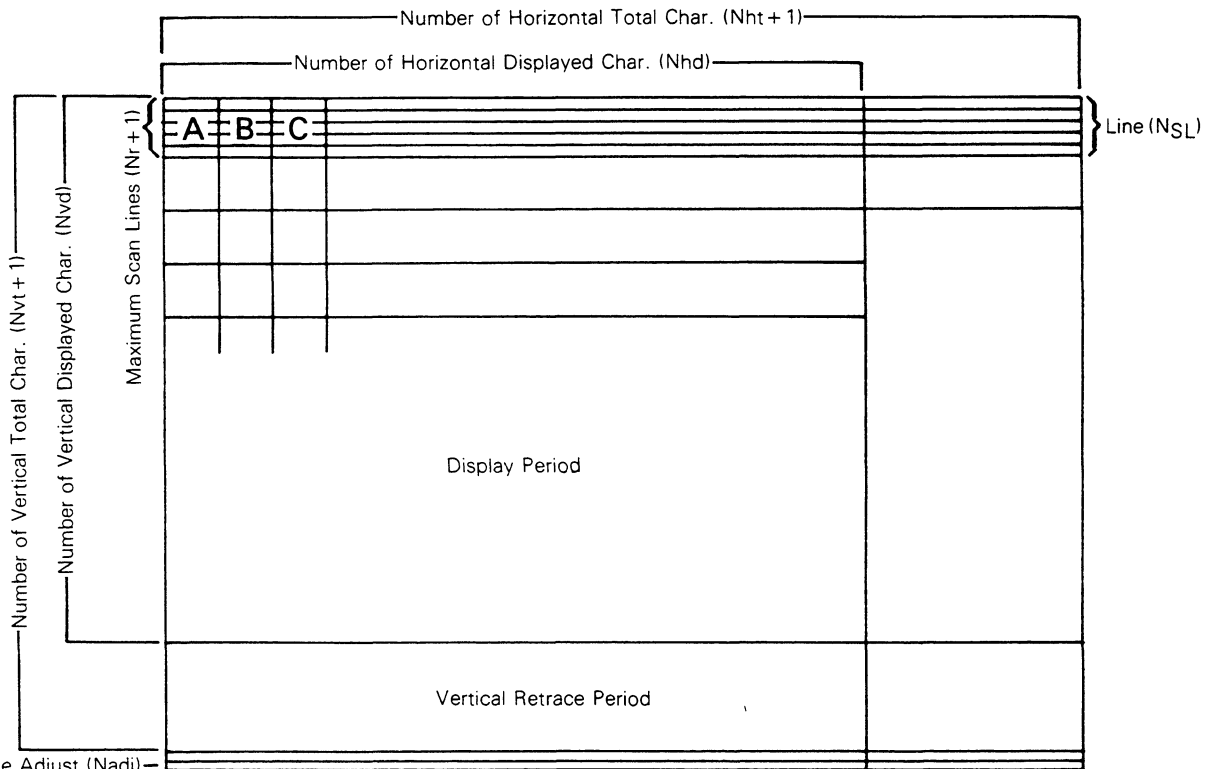 Number of Horizontal Total Char. (Nht + 1)
Number of Horizontal Displayed Char. (Nhd)
Number of Vertical Total Char. (Nvt + 1)
Number of Vertical Displayed Char. (Nvd)
Maximum Scan Lines (Nr + 1)
A B C
Line (NSL)
Display Period
Vertical Retrace Period
Adjust (Nadj)